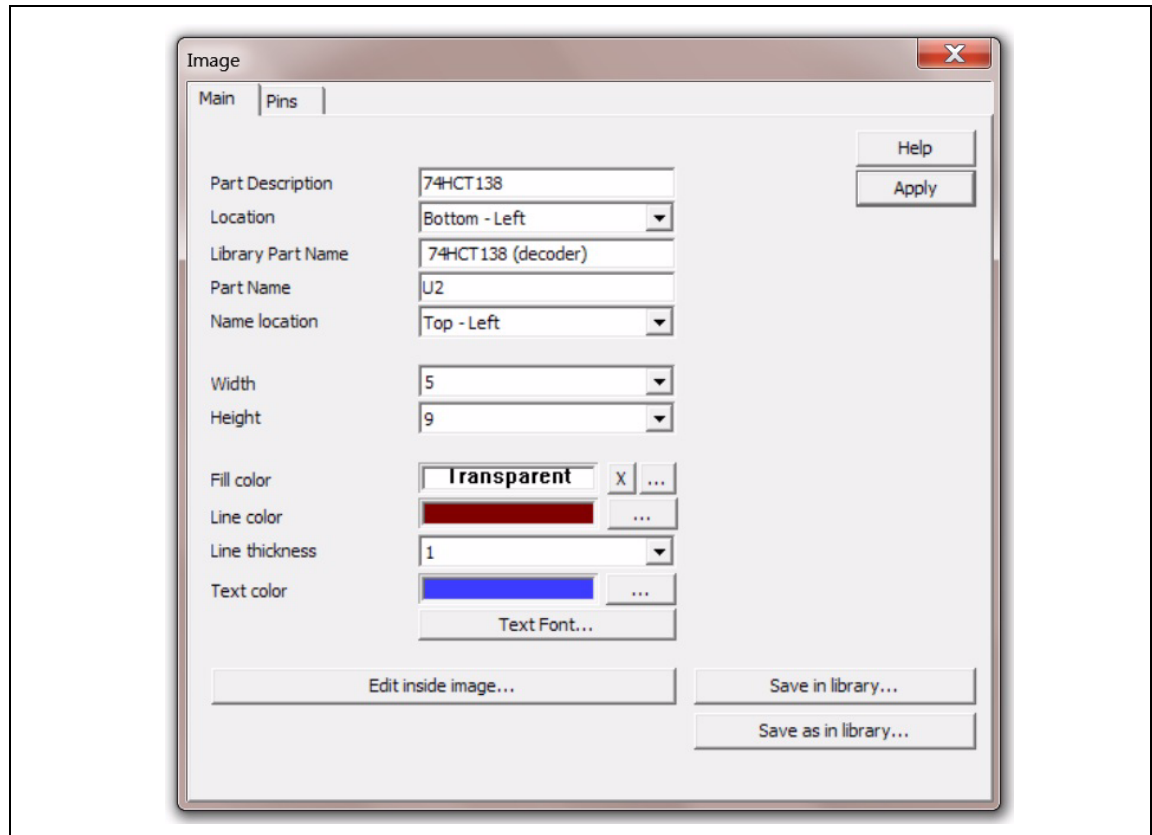 Image
X
Main Pins
Help
Part Description 74HCT138
Apply
Location Bottom - Left
Library Part Name 74HCT138 (decoder)
Part Name U2
Name location Top - Left
Width 5
Height 9
Fill color Transparent X ...
Line color ...
Line thickness 1
Text color ...
Text Font...
Edit inside image... Save in library...
Save as in library...